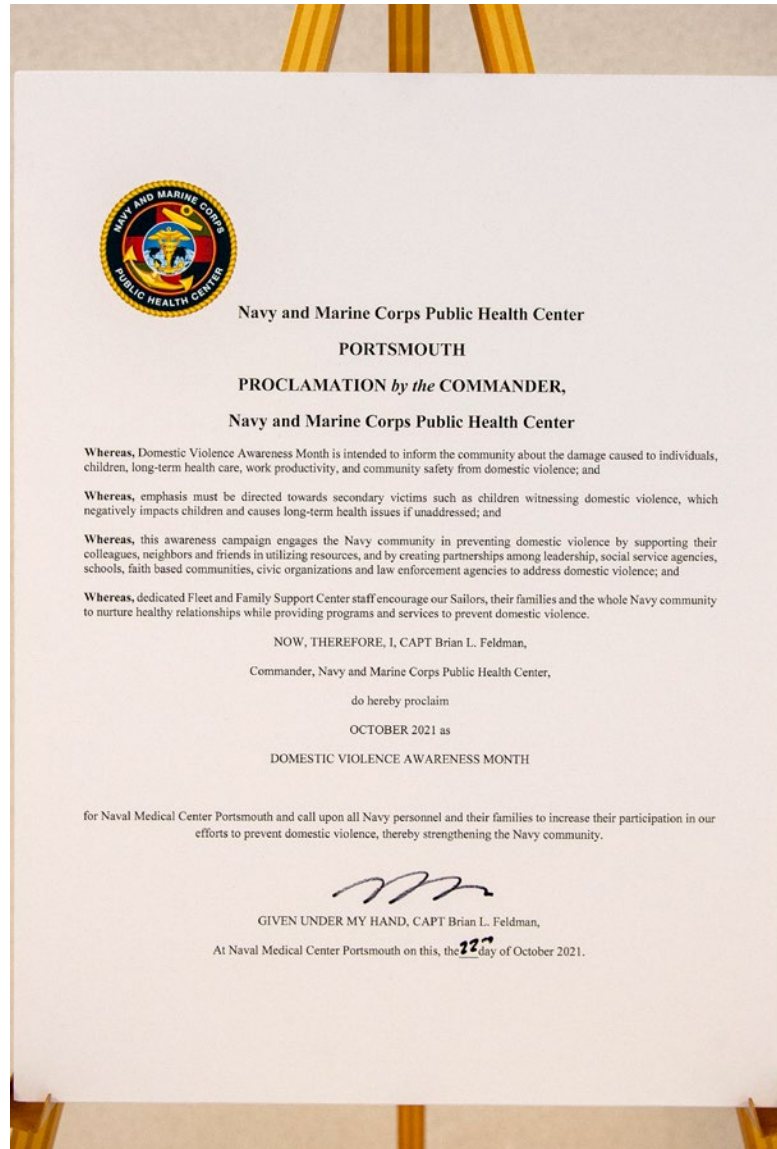 NAVY AND MARINE CORPS
PUBLIC HEALTH CENTER
Navy and Marine Corps Public Health Center
PORTSMOUTH
PROCLAMATION by the COMMANDER,
Navy and Marine Corps Public Health Center
Whereas, Domestic Violence Awareness Month is intended to inform the community about the damage caused to individuals,
children, long-term health care, work productivity, and community safety from domestic violence; and
Whereas, emphasis must be directed towards secondary victims such as children witnessing domestic violence, which
negatively impacts children and causes long-term health issues if unaddressed; and
Whereas, this awareness campaign engages the Navy community in preventing domestic violence by supporting their
colleagues, neighbors and friends in utilizing resources, and by creating partnerships among leadership, social service agencies,
schools, faith based communities, civic organizations and law enforcement agencies to address domestic violence; and
Whereas, dedicated Fleet and Family Support Center staff encourage our Sailors, their families and the whole Navy community
to nurture healthy relationships while providing programs and services to prevent domestic violence.
NOW, THEREFORE, I, CAPT Brian L. Feldman,
Commander, Navy and Marine Corps Public Health Center,
do hereby proclaim
OCTOBER 2021 as
DOMESTIC VIOLENCE AWARENESS MONTH
for Naval Medical Center Portsmouth and call upon all Navy personnel and their families to increase their participation in our
efforts to prevent domestic violence, thereby strengthening the Navy community.
GIVEN UNDER MY HAND, CAPT Brian L. Feldman,
At Naval Medical Center Portsmouth on this, the 22 day of October 2021.